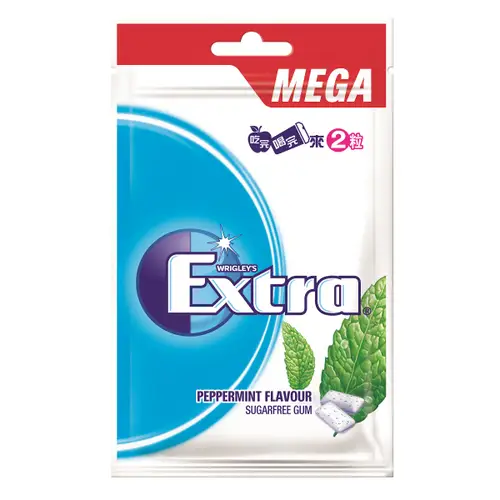 MEGA
吃完 喝完 來2粒
WRIGLEY'S
Extra®
PEPPERMINT FLAVOUR
SUGARFREE GUM